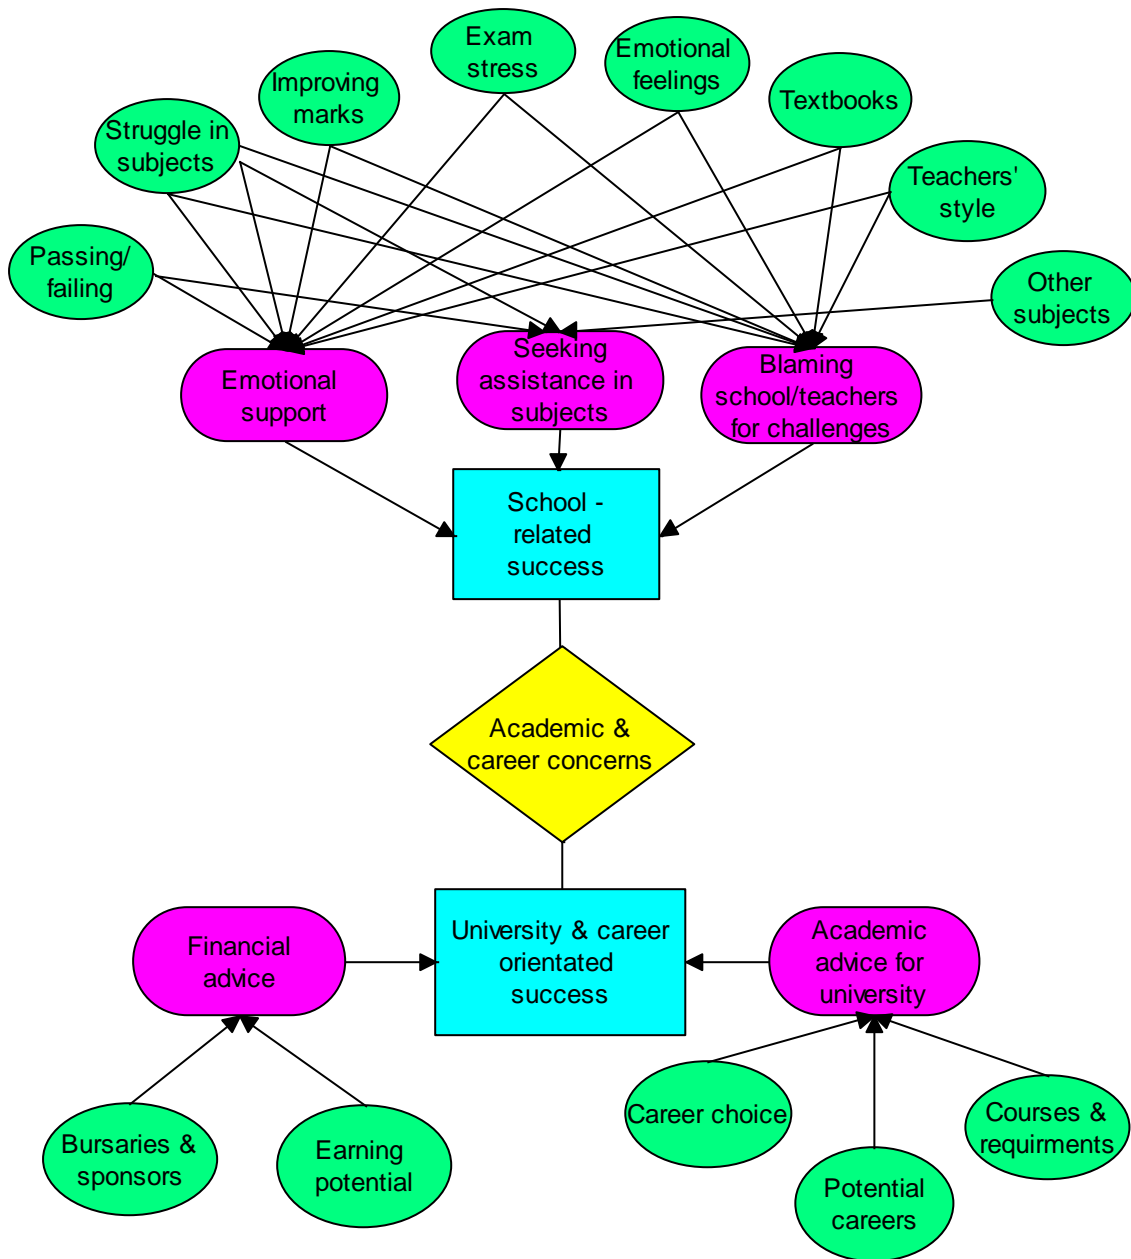 Exam
stress
Emotional
feelings
Improving
marks
Textbooks
Struggle in
subjects
Teachers'
style
Passing/
failing
Other
subjects
Emotional
support
Seeking
assistance in
subjects
Blaming
school/teachers
for challenges
School -
related
success
Academic &
career concerns
University & career
orientated
success
Financial
advice
Academic
advice for
university
Bursaries &
sponsors
Earning
potential
Career choice
Potential
careers
Courses &
requirments